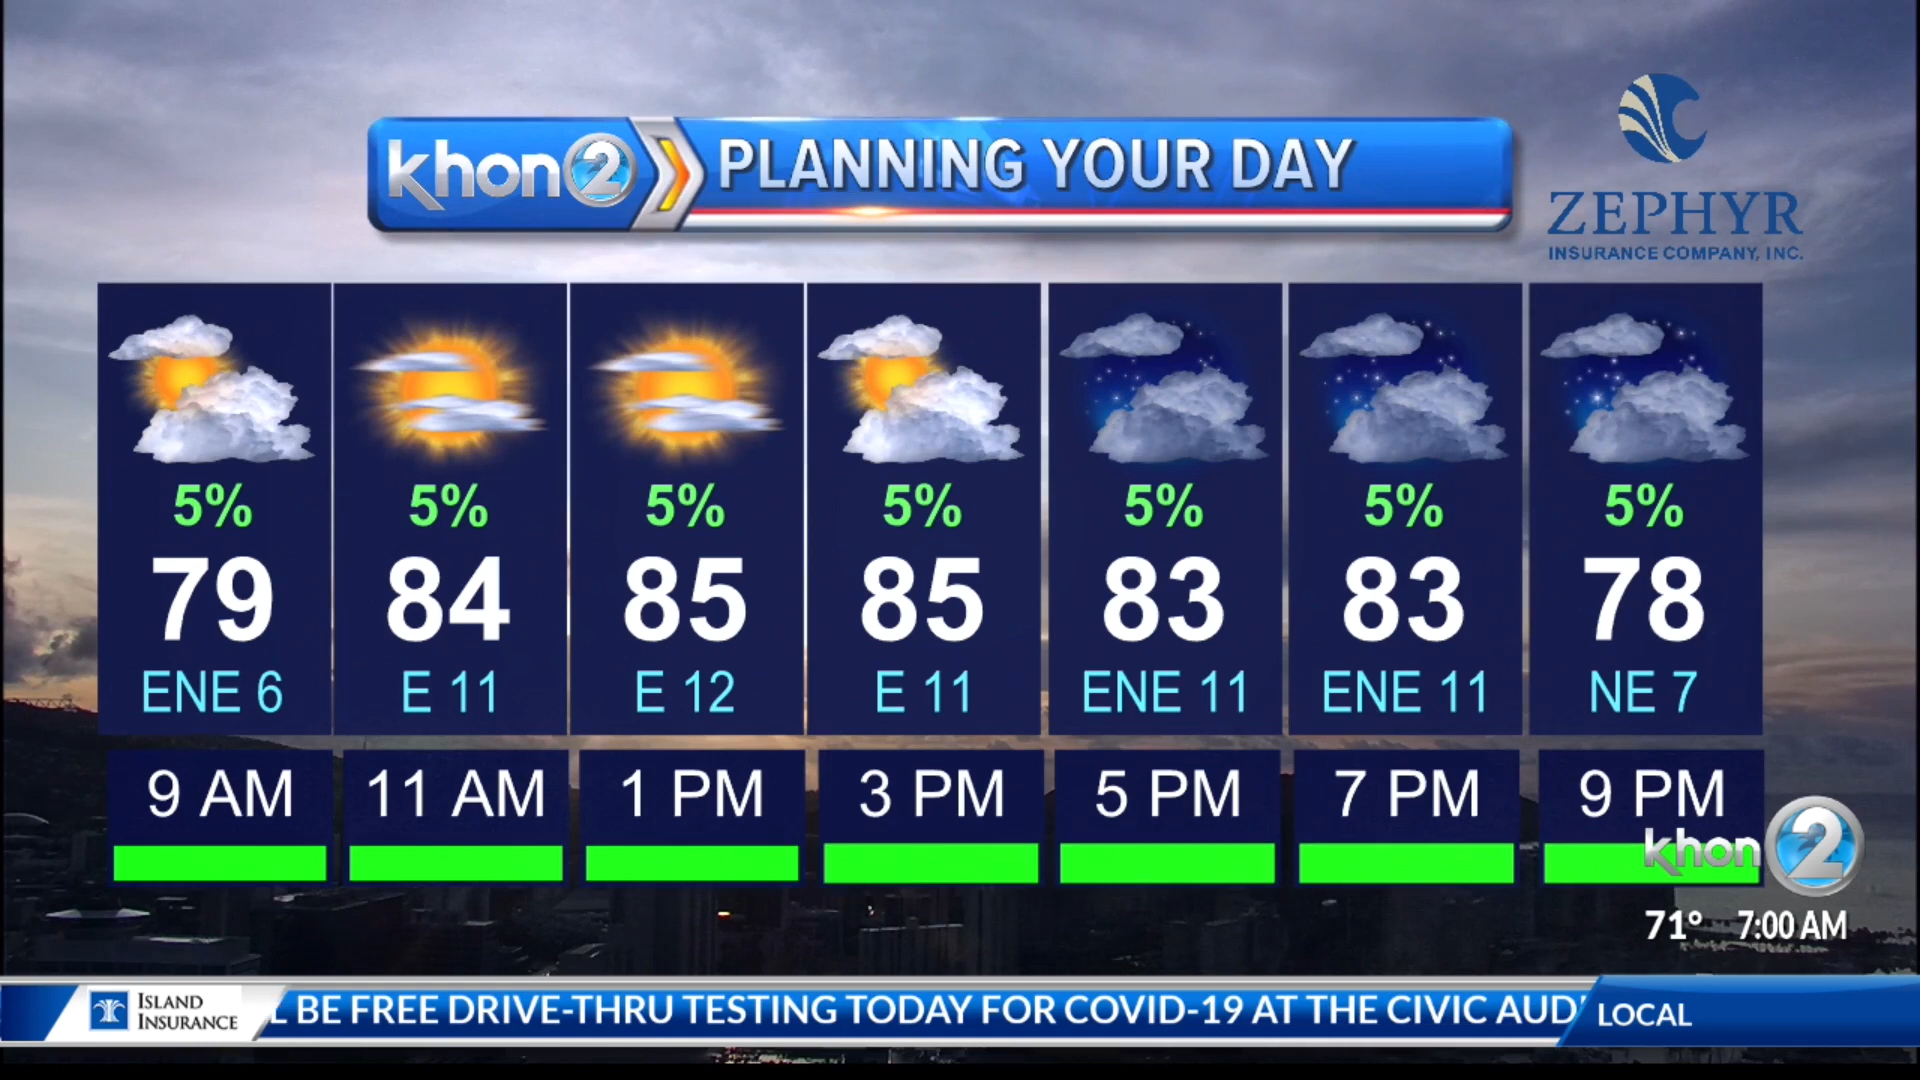 khon2 PLANNING YOUR DAY
ZEPHYR
INSURANCE COMPANY, INC.
5% 5% 5% 5% 5% 5% 5%
79 84 85 85 83 83 78
ENE 6 E 11 E 12 E 11 ENE 11 ENE 11 NE 7
9 AM 11 AM 1 PM 3 PM 5 PM 7 PM 9 PM
khon2
71° 7:00 AM
ISLAND
INSURANCE
L BE FREE DRIVE-THRU TESTING TODAY FOR COVID-19 AT THE CIVIC AUDI
LOCAL